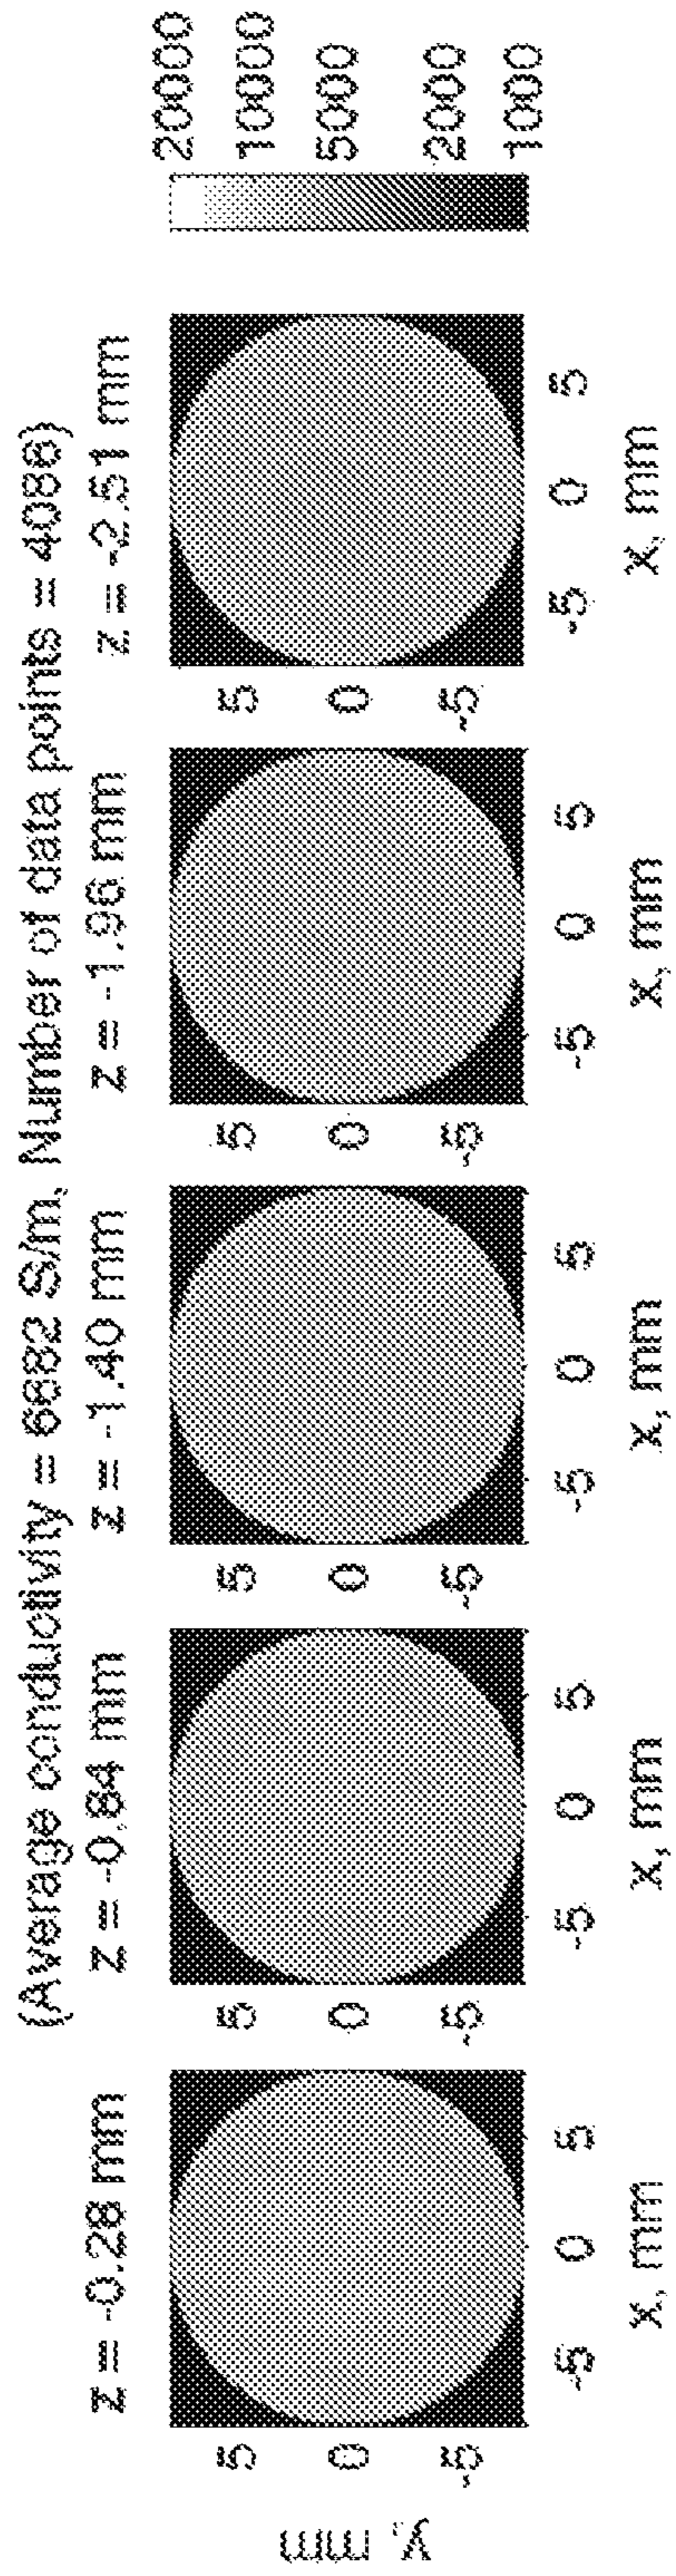 (Average conductivity = 6682 S/m, Number of data points = 4086)
z = -0.28 mm
z = -0.84 mm
z = -1.40 mm
z = -1.96 mm
z = -2.51 mm
y, mm
5
0
-5
5
0
-5
5
0
-5
5
0
-5
5
0
-5
-5 0 5
-5 0 5
-5 0 5
-5 0 5
-5 0 5
x, mm
x, mm
x, mm
x, mm
x, mm
20000
10000
5000
2000
1000